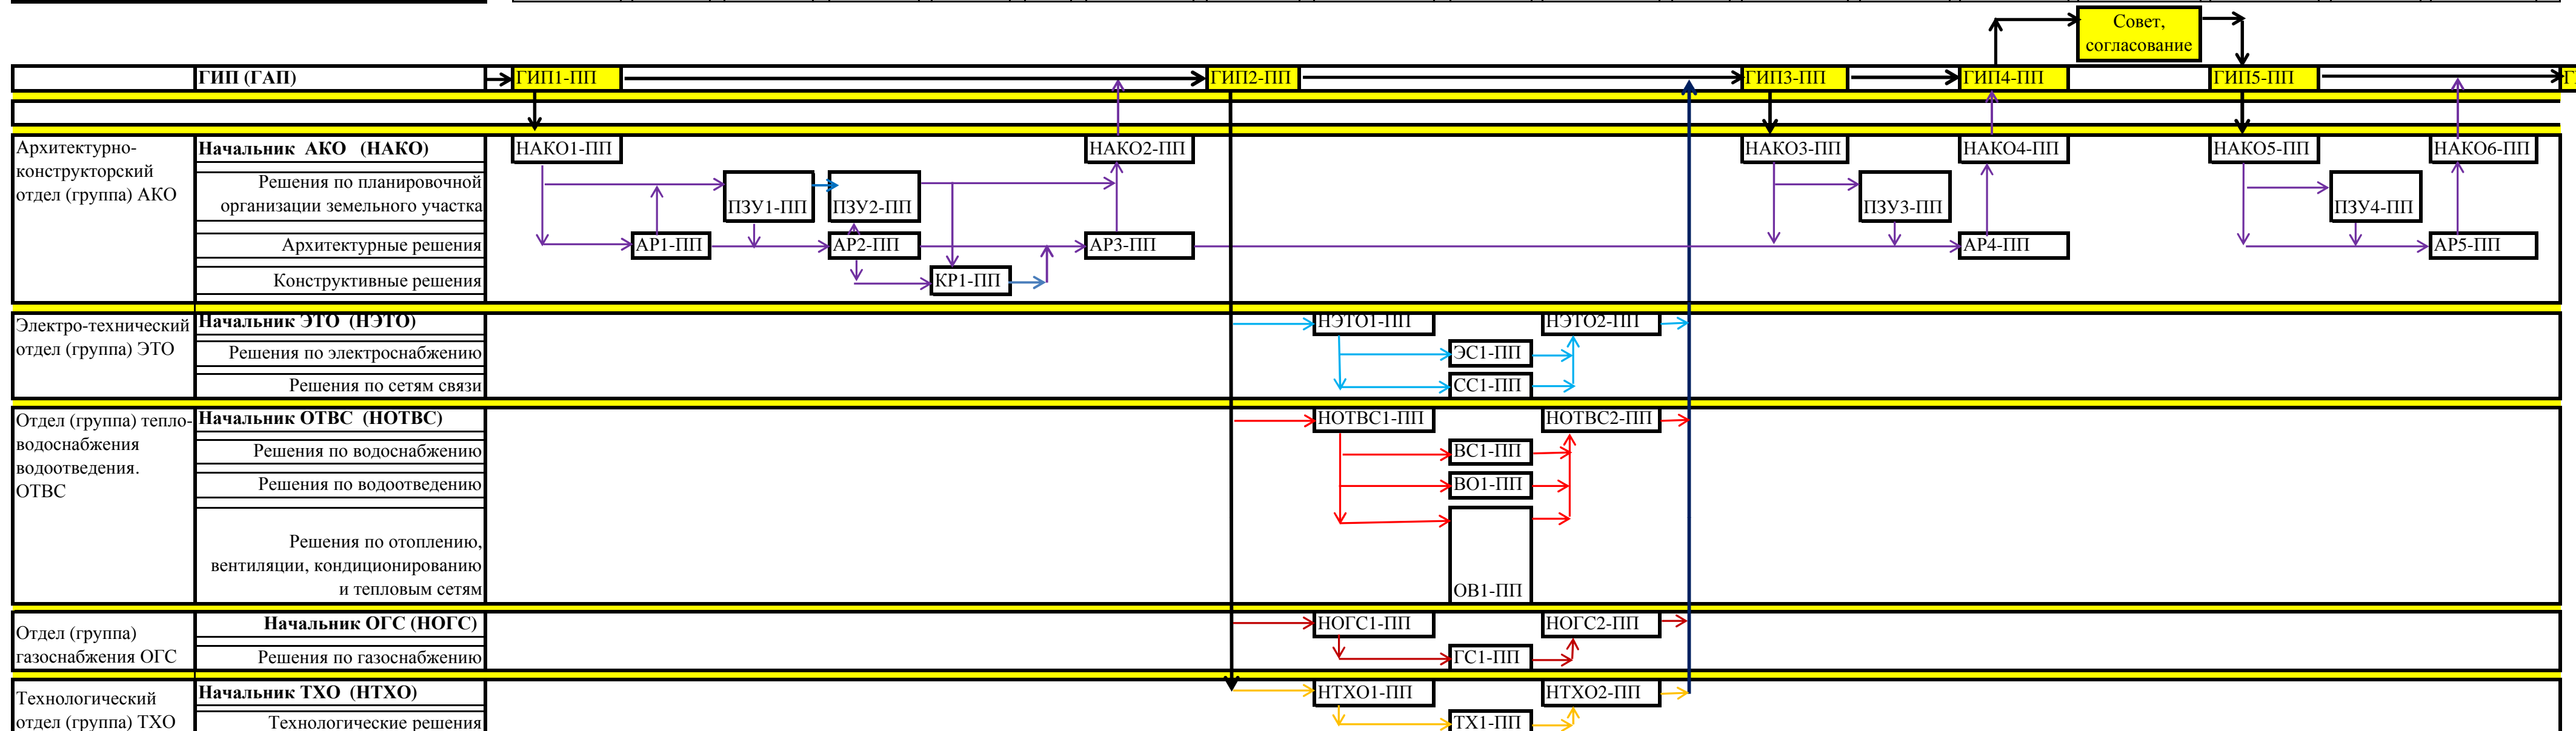 Совет,
согласование
ГИП (ГАП)
ГИП1-ПП
ГИП2-ПП
ГИП3-ПП
ГИП4-ПП
ГИП5-ПП
Архитектурно-
конструкторский
отдел (группа) АКО
Начальник АКО (НАКО)
НАКО1-ПП
НАКО2-ПП
НАКО3-ПП
НАКО4-ПП
НАКО5-ПП
НАКО6-ПП
Решения по планировочной
организации земельного участка
ПЗУ1-ПП
ПЗУ2-ПП
ПЗУ3-ПП
ПЗУ4-ПП
Архитектурные решения
АР1-ПП
АР2-ПП
АР3-ПП
АР4-ПП
АР5-ПП
Конструктивные решения
КР1-ПП
Электро-технический
отдел (группа) ЭТО
Начальник ЭТО (НЭТО)
НЭТО1-ПП
НЭТО2-ПП
Решения по электроснабжению
ЭС1-ПП
Решения по сетям связи
СС1-ПП
Отдел (группа) тепло-
водоснабжения
водоотведения.
ОТВС
Начальник ОТВС (НОТВС)
НОТВС1-ПП
НОТВС2-ПП
Решения по водоснабжению
ВС1-ПП
Решения по водоотведению
ВО1-ПП
Решения по отоплению,
вентиляции, кондиционированию
и тепловым сетям
ОВ1-ПП
Отдел (группа)
газоснабжения ОГС
Начальник ОГС (НОГС)
НОГС1-ПП
НОГС2-ПП
Решения по газоснабжению
ГС1-ПП
Технологический
отдел (группа) ТХО
Начальник ТХО (НТХО)
НТХО1-ПП
НТХО2-ПП
Технологические решения
ТХ1-ПП